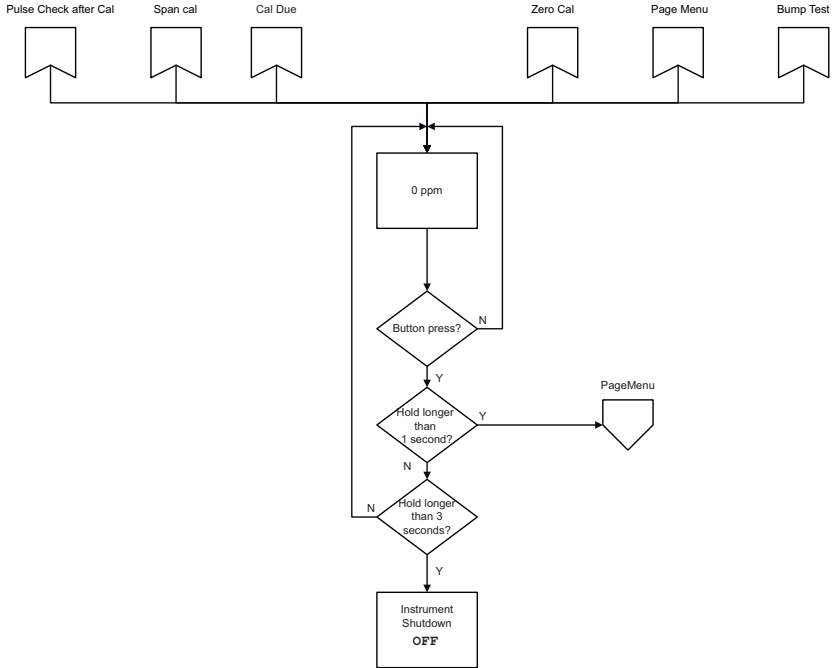 Pulse Check after Cal
Span cal
Cal Due
Zero Cal
Page Menu
Bump Test
0 ppm
Button press?
N
Y
Hold longer
than
1 second?
Y
PageMenu
N
Hold longer
than 3
seconds?
N
Y
Instrument
Shutdown
OFF